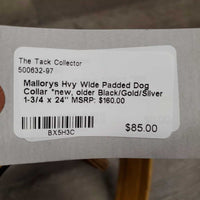 The Tack Collector
500632-97
Mallorys Hvy Wide Padded Dog
Collar *new, older Black/Gold/Silver
1-3/4 x 24" MSRP: $160.00
BX5H3C
$85.00